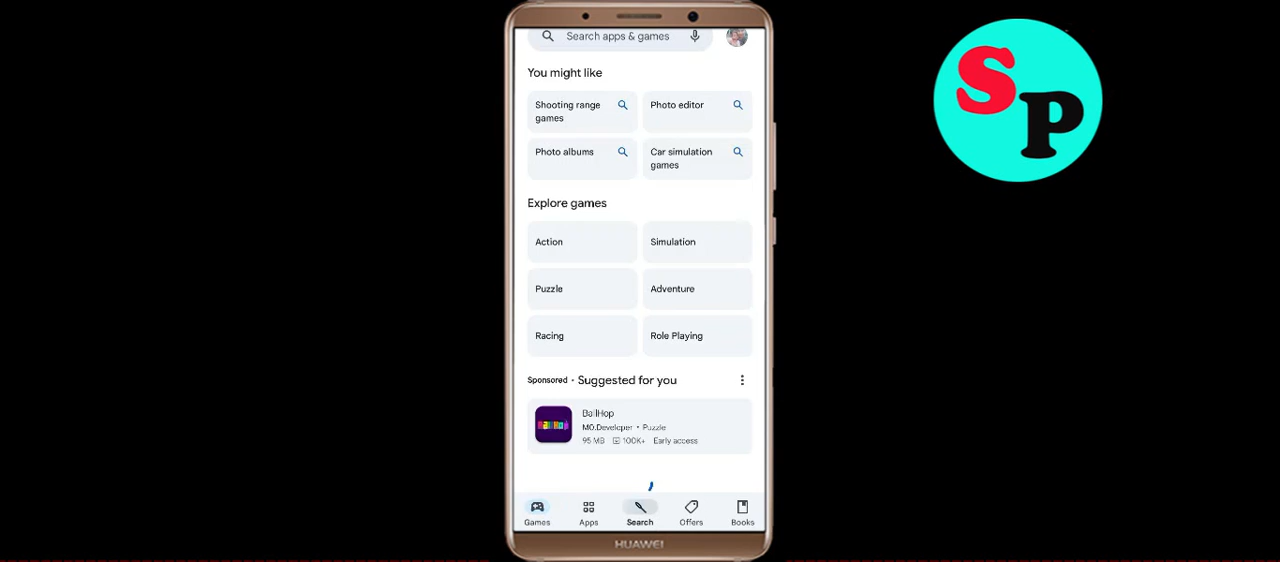 Search apps & games
You might like
Shooting range
games
Photo editor
Photo albums
Car simulation
games
Explore games
Action
Simulation
Puzzle
Adventure
Racing
Role Playing
Sponsored • Suggested for you
BallHop
MO.Developer • Puzzle
95 MB 100K+ Early access
Games
Apps
Search
Offers
Books
HUAWEI
SP